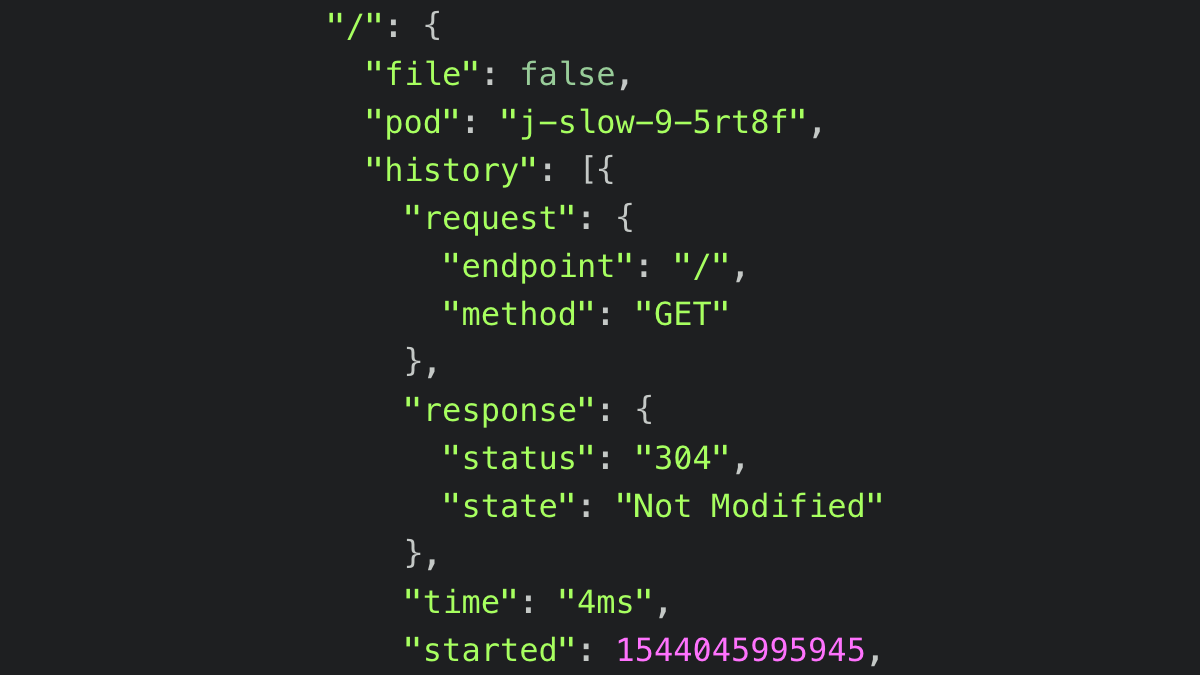 "/": {
"file": false,
"pod": "j-slow-9-5rt8f",
"history": [{
"request": {
"endpoint": "/",
"method": "GET"
},
"response": {
"status": "304",
"state": "Not Modified"
},
"time": "4ms",
"started": 1544045995945,